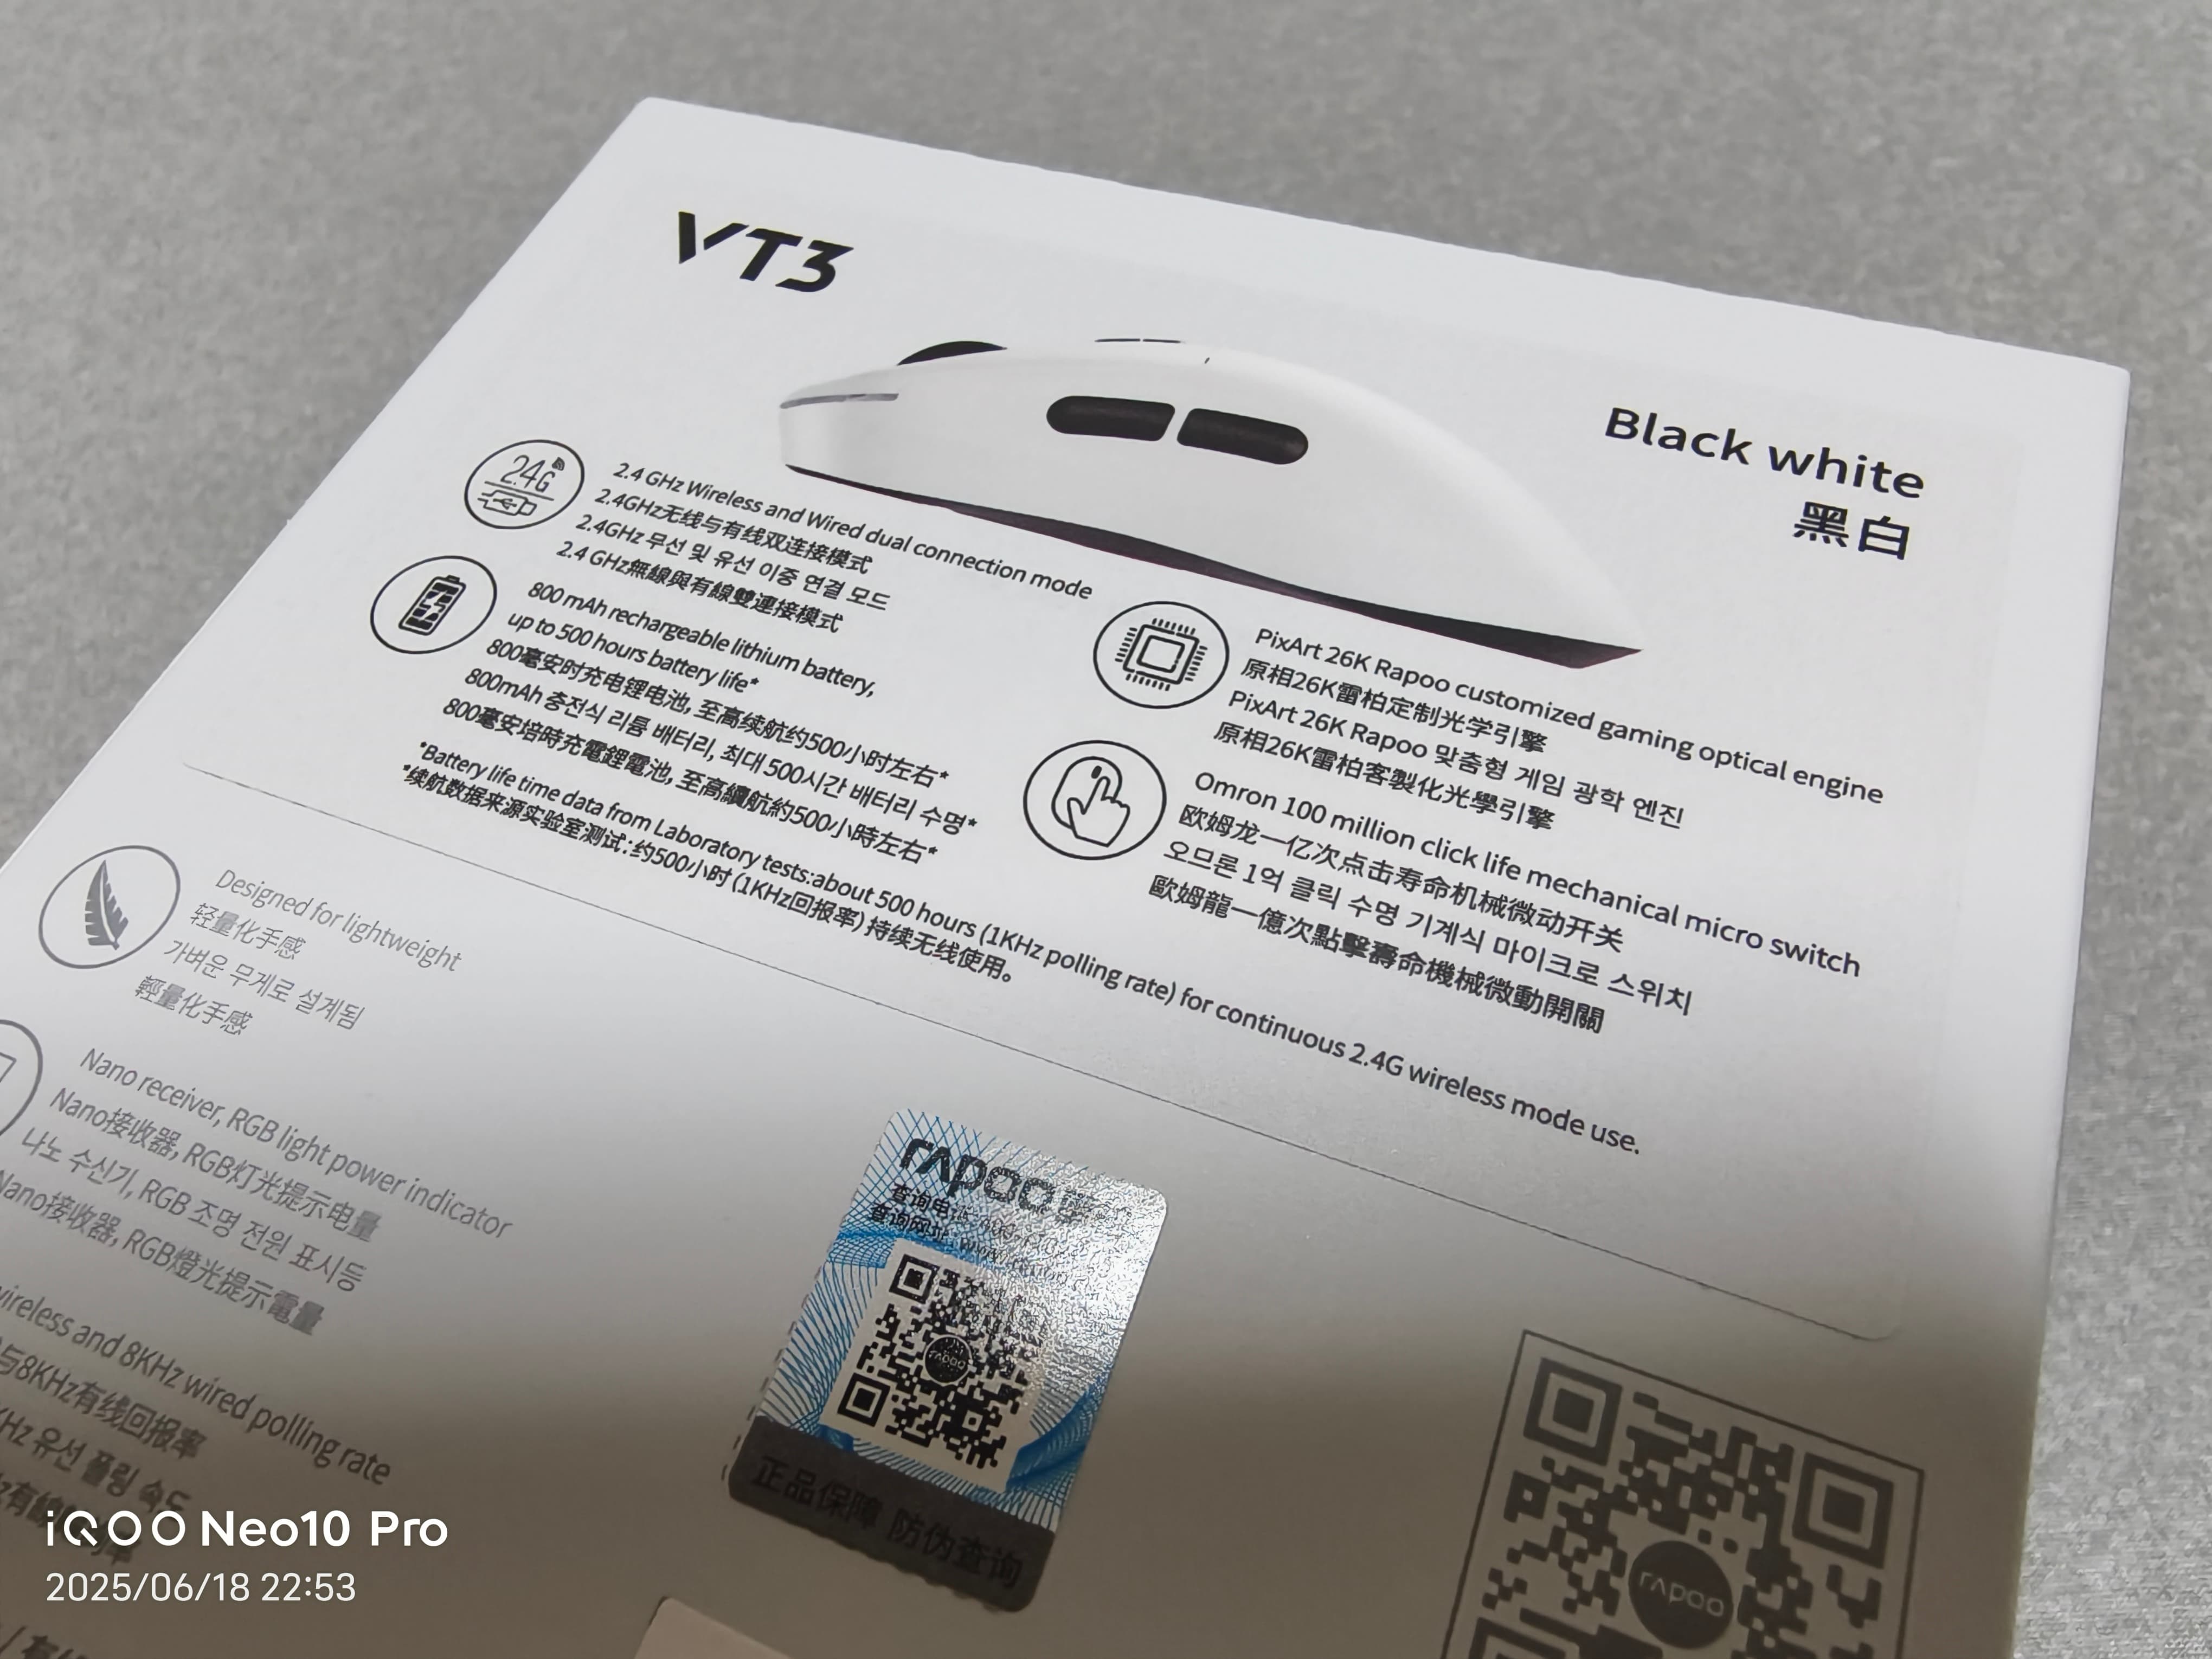 VT3
Black white
黑白
2.4G
2.4 GHz Wireless and Wired dual connection mode
2.4GHz无线与有线双连接模式
2.4GHz 무선 및 유선 이중 연결 모드
2.4 GHz無線與有線雙連接模式
800 mAh rechargeable lithium battery,
up to 500 hours battery life*
800毫安时充电锂电池, 至高续航约500小时左右*
800mAh 충전식 리튬 배터리, 최대 500시간 배터리 수명*
800毫安培時充電鋰電池, 至高續航約500小時左右*
*Battery life time data from Laboratory tests:about 500 hours (1KHz polling rate) for continuous 2.4G wireless mode use.
*续航数据来源实验室测试:约500小时 (1KHz回报率) 持续无线使用。
PixArt 26K Rapoo customized gaming optical engine
原相26K雷柏定制光学引擎
PixArt 26K Rapoo 맞춤형 게임 광학 엔진
原相26K雷柏客製化光學引擎
Omron 100 million click life mechanical micro switch
欧姆龙一亿次点击寿命机械微动开关
오므론 1억 클릭 수명 기계식 마이크로 스위치
歐姆龍一億次點擊壽命機械微動開關
Designed for lightweight
轻量化手感
가벼운 무게로 설계됨
輕量化手感
Nano receiver, RGB light power indicator
Nano接收器, RGB灯光提示电量
나노 수신기, RGB 조명 전원 표시등
Nano接收器, RGB燈光提示電量
wireless and 8KHz wired polling rate
与8KHz有线回报率
KHz 유선 폴링 속도
rapoo
查询电话
查询网址:
rapoo
正品保障 防伪查询
rapoo
iQOO Neo10 Pro
2025/06/18 22:53